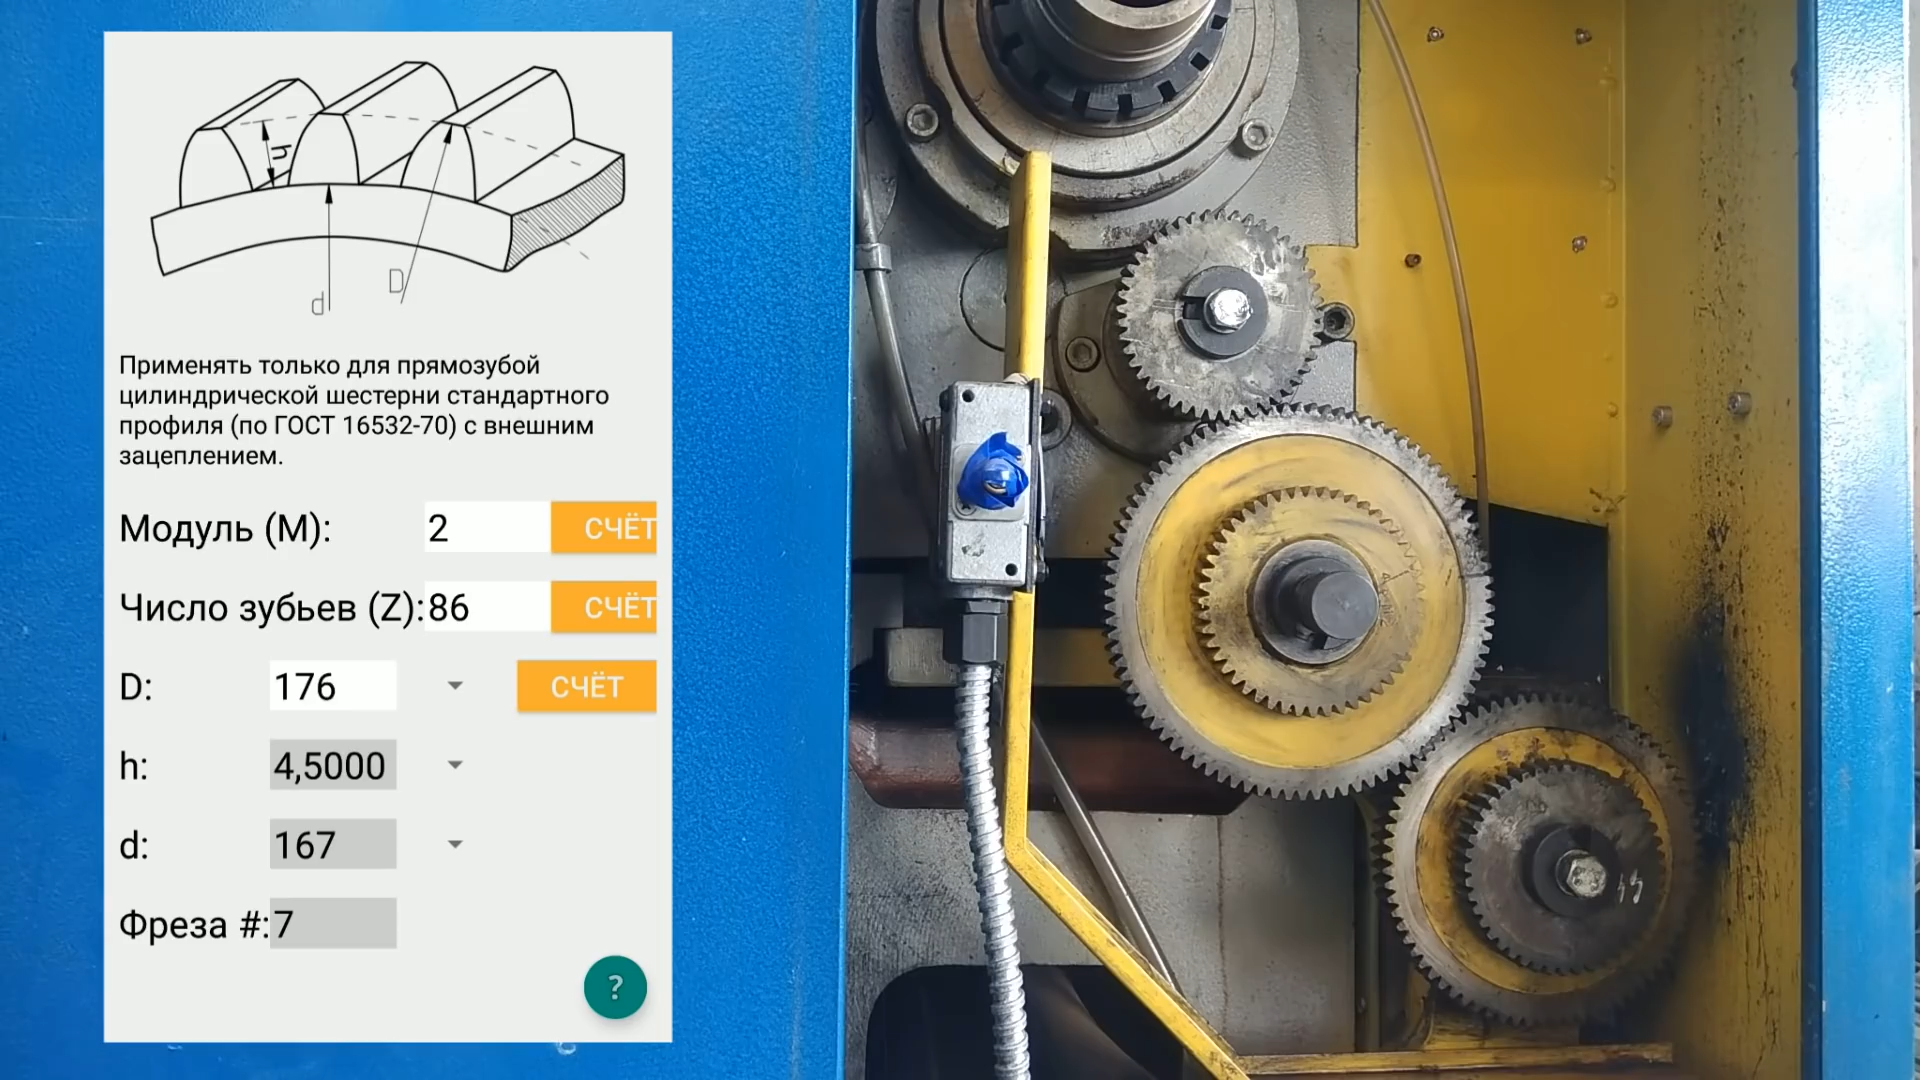 h
d
D
Применять только для прямозубой
цилиндрической шестерни стандартного
профиля (по ГОСТ 16532-70) с внешним
зацеплением.
Модуль (M): 2 СЧЁТ
Число зубьев (Z): 86 СЧЁТ
D: 176 СЧЁТ
h: 4,5000
d: 167
Фреза #: 7
?